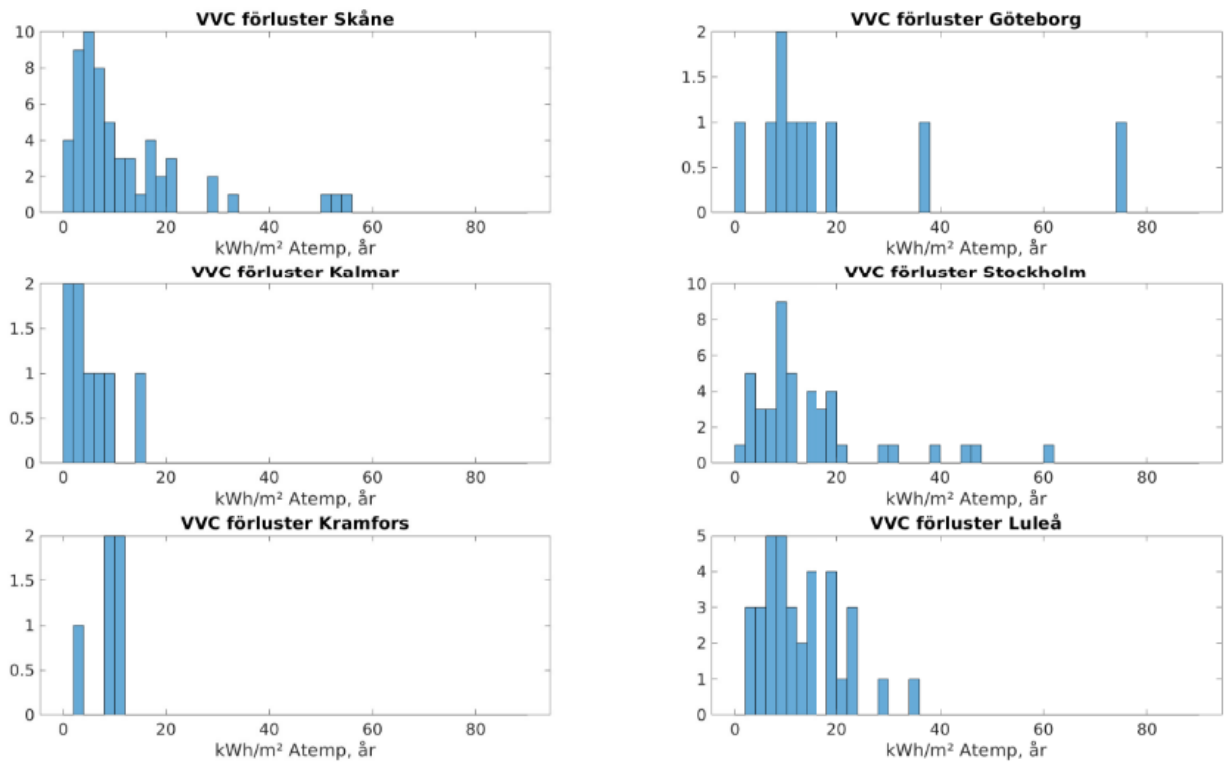 VVC förluster Skåne
10
8
6
4
2
0
0 20 40 60 80
kWh/m² Atemp, år
VVC förluster Göteborg
2
1.5
1
0.5
0
0 20 40 60 80
kWh/m² Atemp, år
VVC förluster Kalmar
2
1.5
1
0.5
0
0 20 40 60 80
kWh/m² Atemp, år
VVC förluster Stockholm
10
8
6
4
2
0
0 20 40 60 80
kWh/m² Atemp, år
VVC förluster Kramfors
2
1.5
1
0.5
0
0 20 40 60 80
kWh/m² Atemp, år
VVC förluster Luleå
5
4
3
2
1
0
0 20 40 60 80
kWh/m² Atemp, år